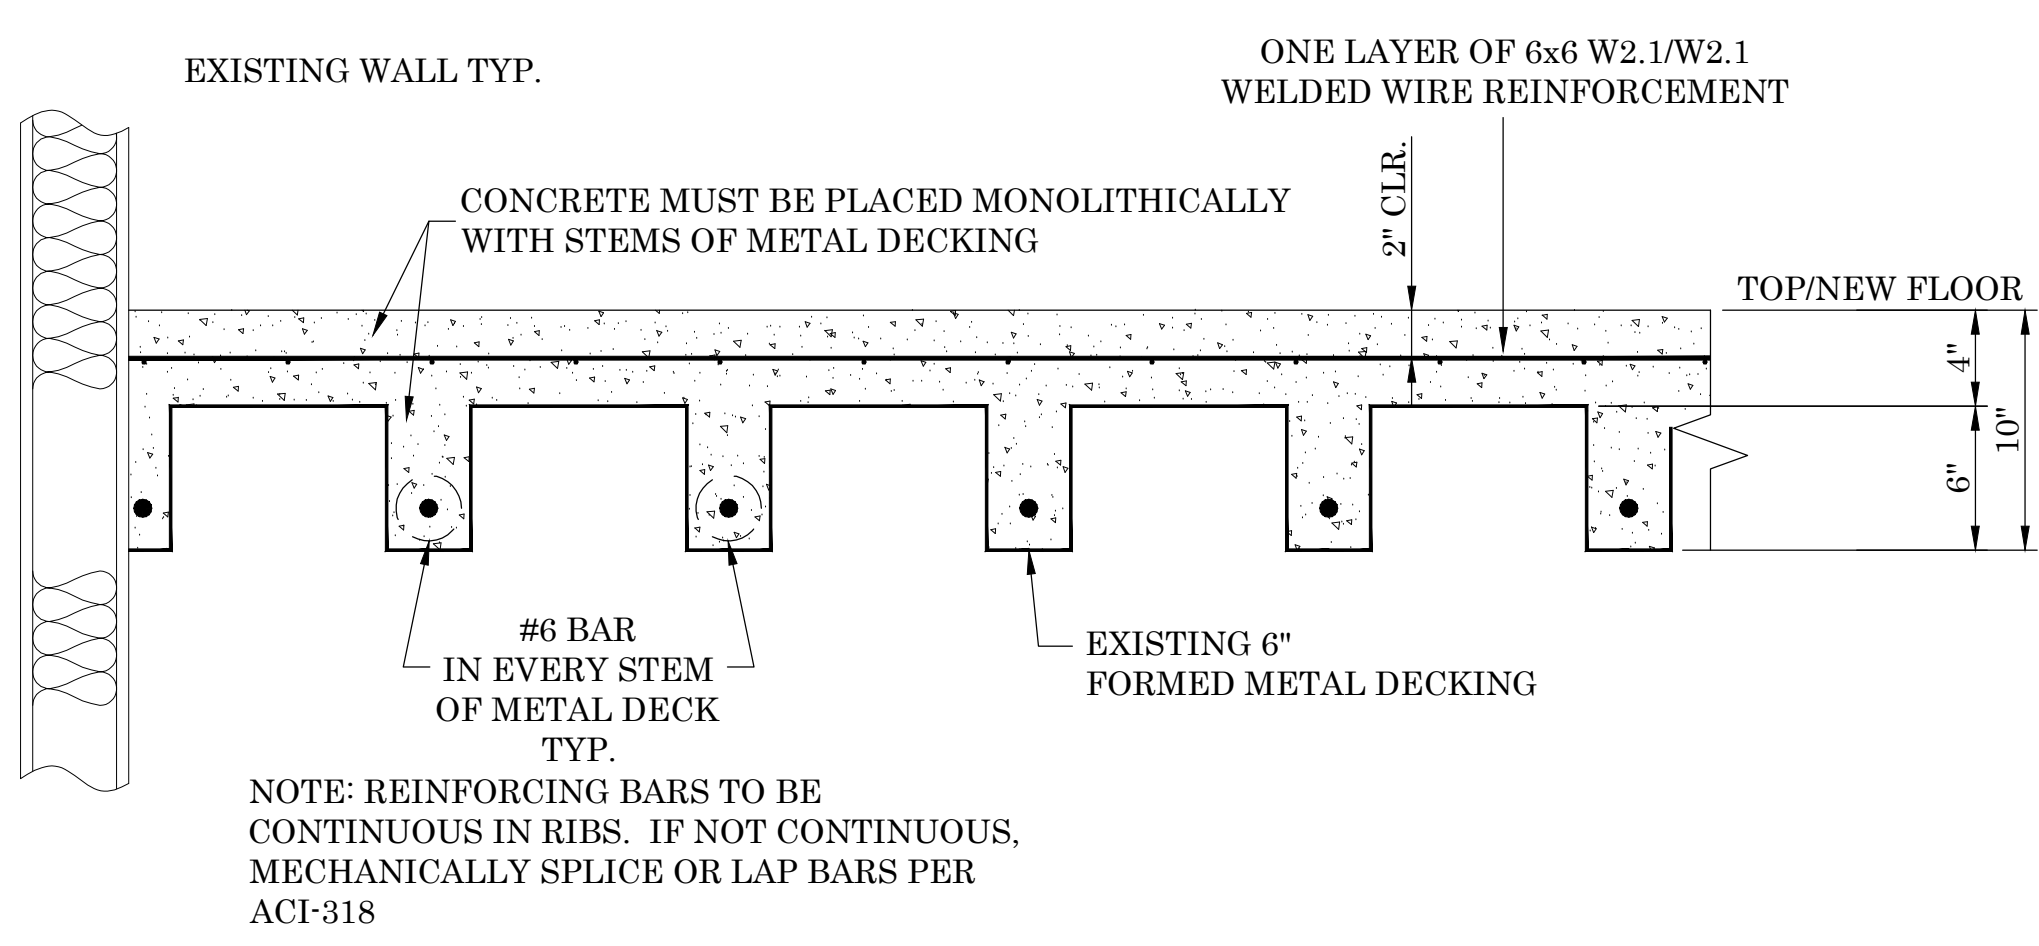 EXISTING WALL TYP.
ONE LAYER OF 6x6 W2.1/W2.1
WELDED WIRE REINFORCEMENT
2" CLR.
CONCRETE MUST BE PLACED MONOLITHICALLY
WITH STEMS OF METAL DECKING
TOP/NEW FLOOR
4"
10"
6"
#6 BAR
IN EVERY STEM
OF METAL DECK
TYP.
EXISTING 6"
FORMED METAL DECKING
NOTE: REINFORCING BARS TO BE
CONTINUOUS IN RIBS. IF NOT CONTINUOUS,
MECHANICALLY SPLICE OR LAP BARS PER
ACI-318